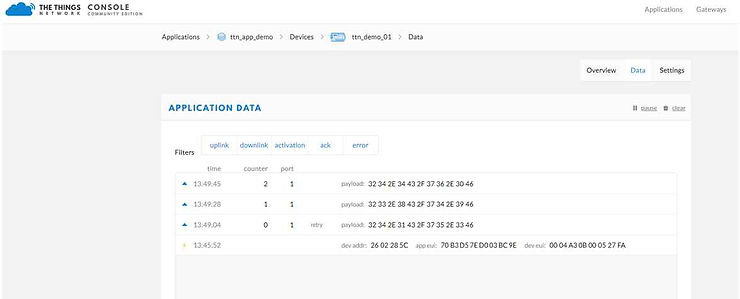 THE THINGS NETWORK CONSOLE COMMUNITY EDITION Applications Gateways
Applications > ttn_app_demo > Devices > ttn_demo_01 > Data
Overview Data Settings
APPLICATION DATA pause clear
Filters uplink downlink activation ack error
time counter port
13:49:45 2 1 payload: 32 34 2E 34 43 2F 37 36 2E 30 46
13:49:28 1 1 payload: 32 33 2E 38 43 2F 37 34 2E 39 46
13:49:04 0 1 retry payload: 32 34 2E 31 43 2F 37 35 2E 33 46
13:45:52 dev addr: 26 02 28 5C app eui: 70 B3 D5 7E D0 03 BC 9E dev eui: 00 04 A3 0B 00 05 27 FA